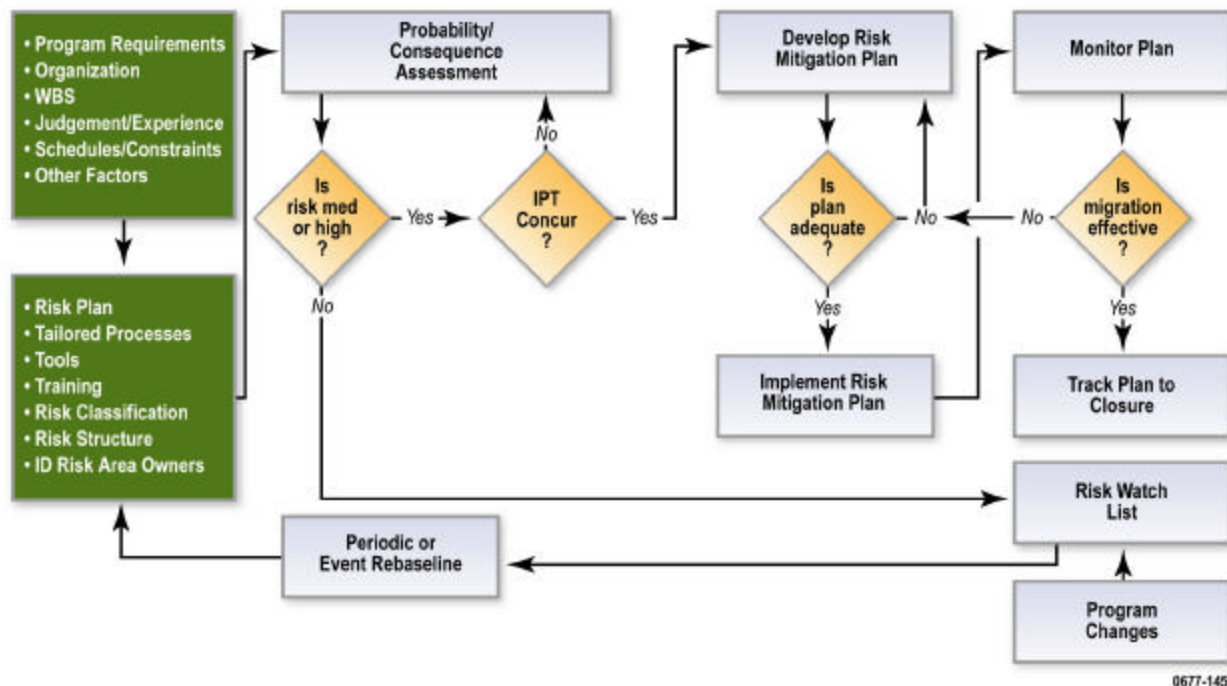 • Program Requirements
• Organization
• WBS
• Judgement/Experience
• Schedules/Constraints
• Other Factors
Probability/
Consequence
Assessment
Develop Risk
Mitigation Plan
Monitor Plan
No
Is
risk med
or high
?
Yes
IPT
Concur
?
Yes
Is
plan
adequate
?
No
No
Is
migration
effective
?
No
Yes
Yes
• Risk Plan
• Tailored Processes
• Tools
• Training
• Risk Classification
• Risk Structure
• ID Risk Area Owners
Implement Risk
Mitigation Plan
Track Plan to
Closure
Risk Watch
List
Periodic or
Event Rebaseline
Program
Changes
0677-145